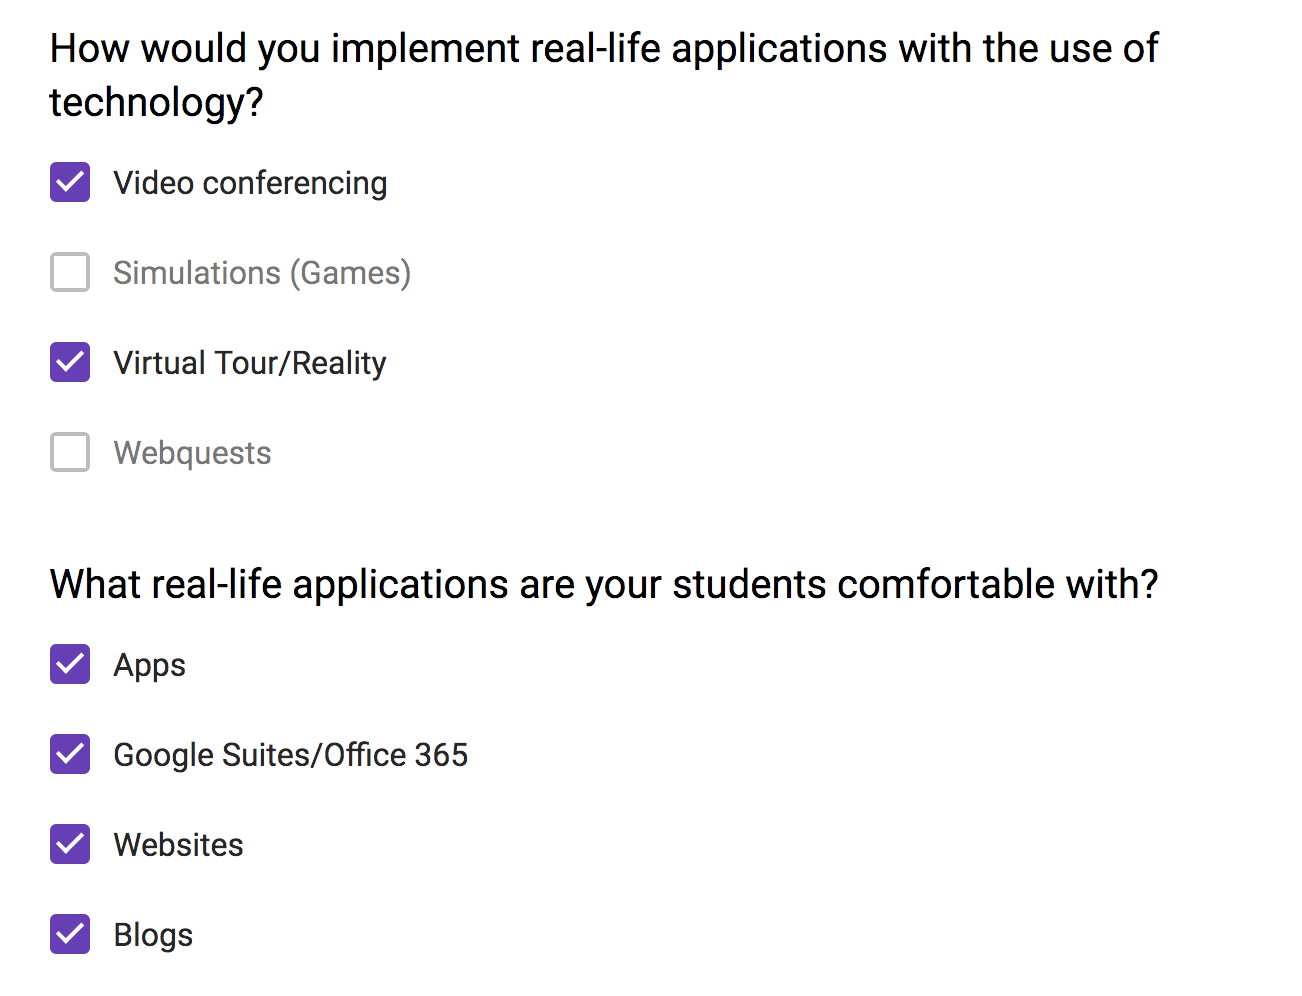 How would you implement real-life applications with the use of
technology?
Video conferencing
Simulations (Games)
Virtual Tour/Reality
Webquests
What real-life applications are your students comfortable with?
Apps
Google Suites/Office 365
Websites
Blogs